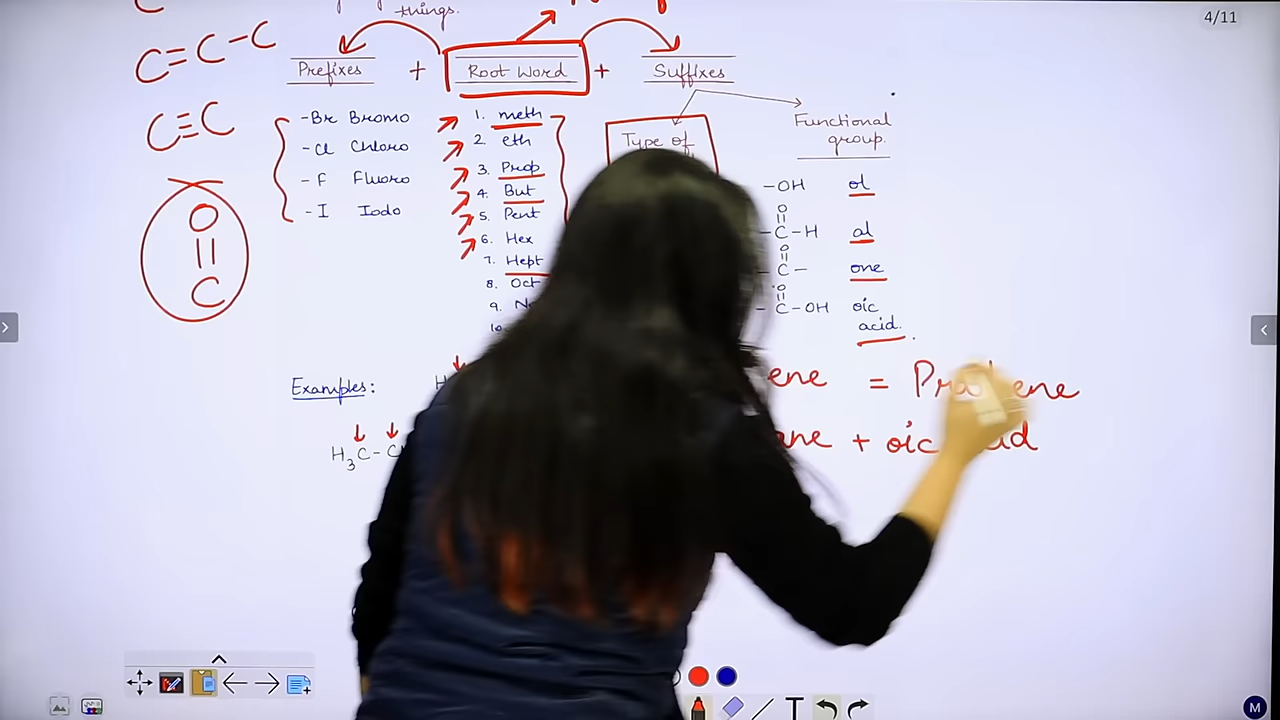 4/11
things.
C=C-C
Prefixes + Root Word + Suffixes
C≡C
-Br Bromo
-Cl Chloro
-F Fluoro
-I Iodo
1. meth
2. eth
3. Prop
4. But
5. Pent
6. Hex
7. Hept
8. Oct
9.
10.
Type of
Functional
group.
-OH ol
O
||
-C-H al
O
||
-C- one
O
||
-C-OH oic
acid.
O
||
C
Examples:
ene =
H3C-C
ane + oic
T
M